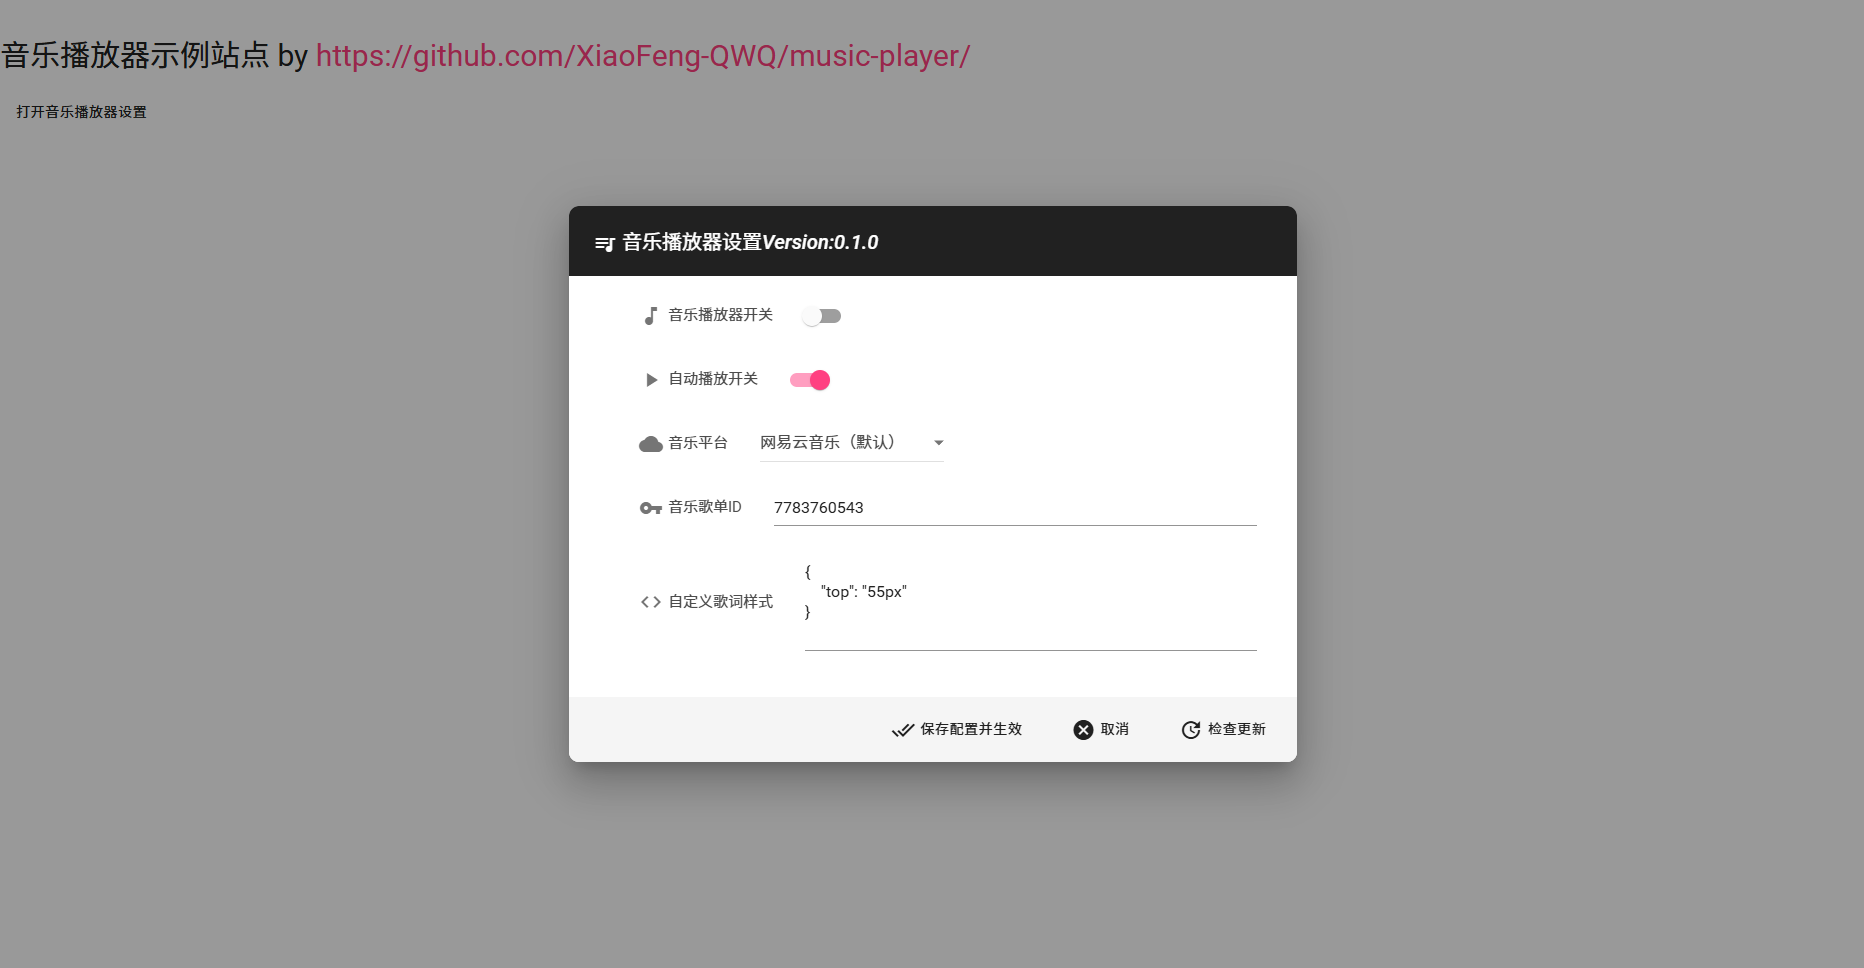 音乐播放器示例站点 by https://github.com/XiaoFeng-QWQ/music-player/
打开音乐播放器设置
音乐播放器设置Version:0.1.0
音乐播放器开关
自动播放开关
音乐平台 网易云音乐（默认）
音乐歌单ID 7783760543
{
"top": "55px"
自定义歌词样式
}
保存配置并生效 取消 检查更新